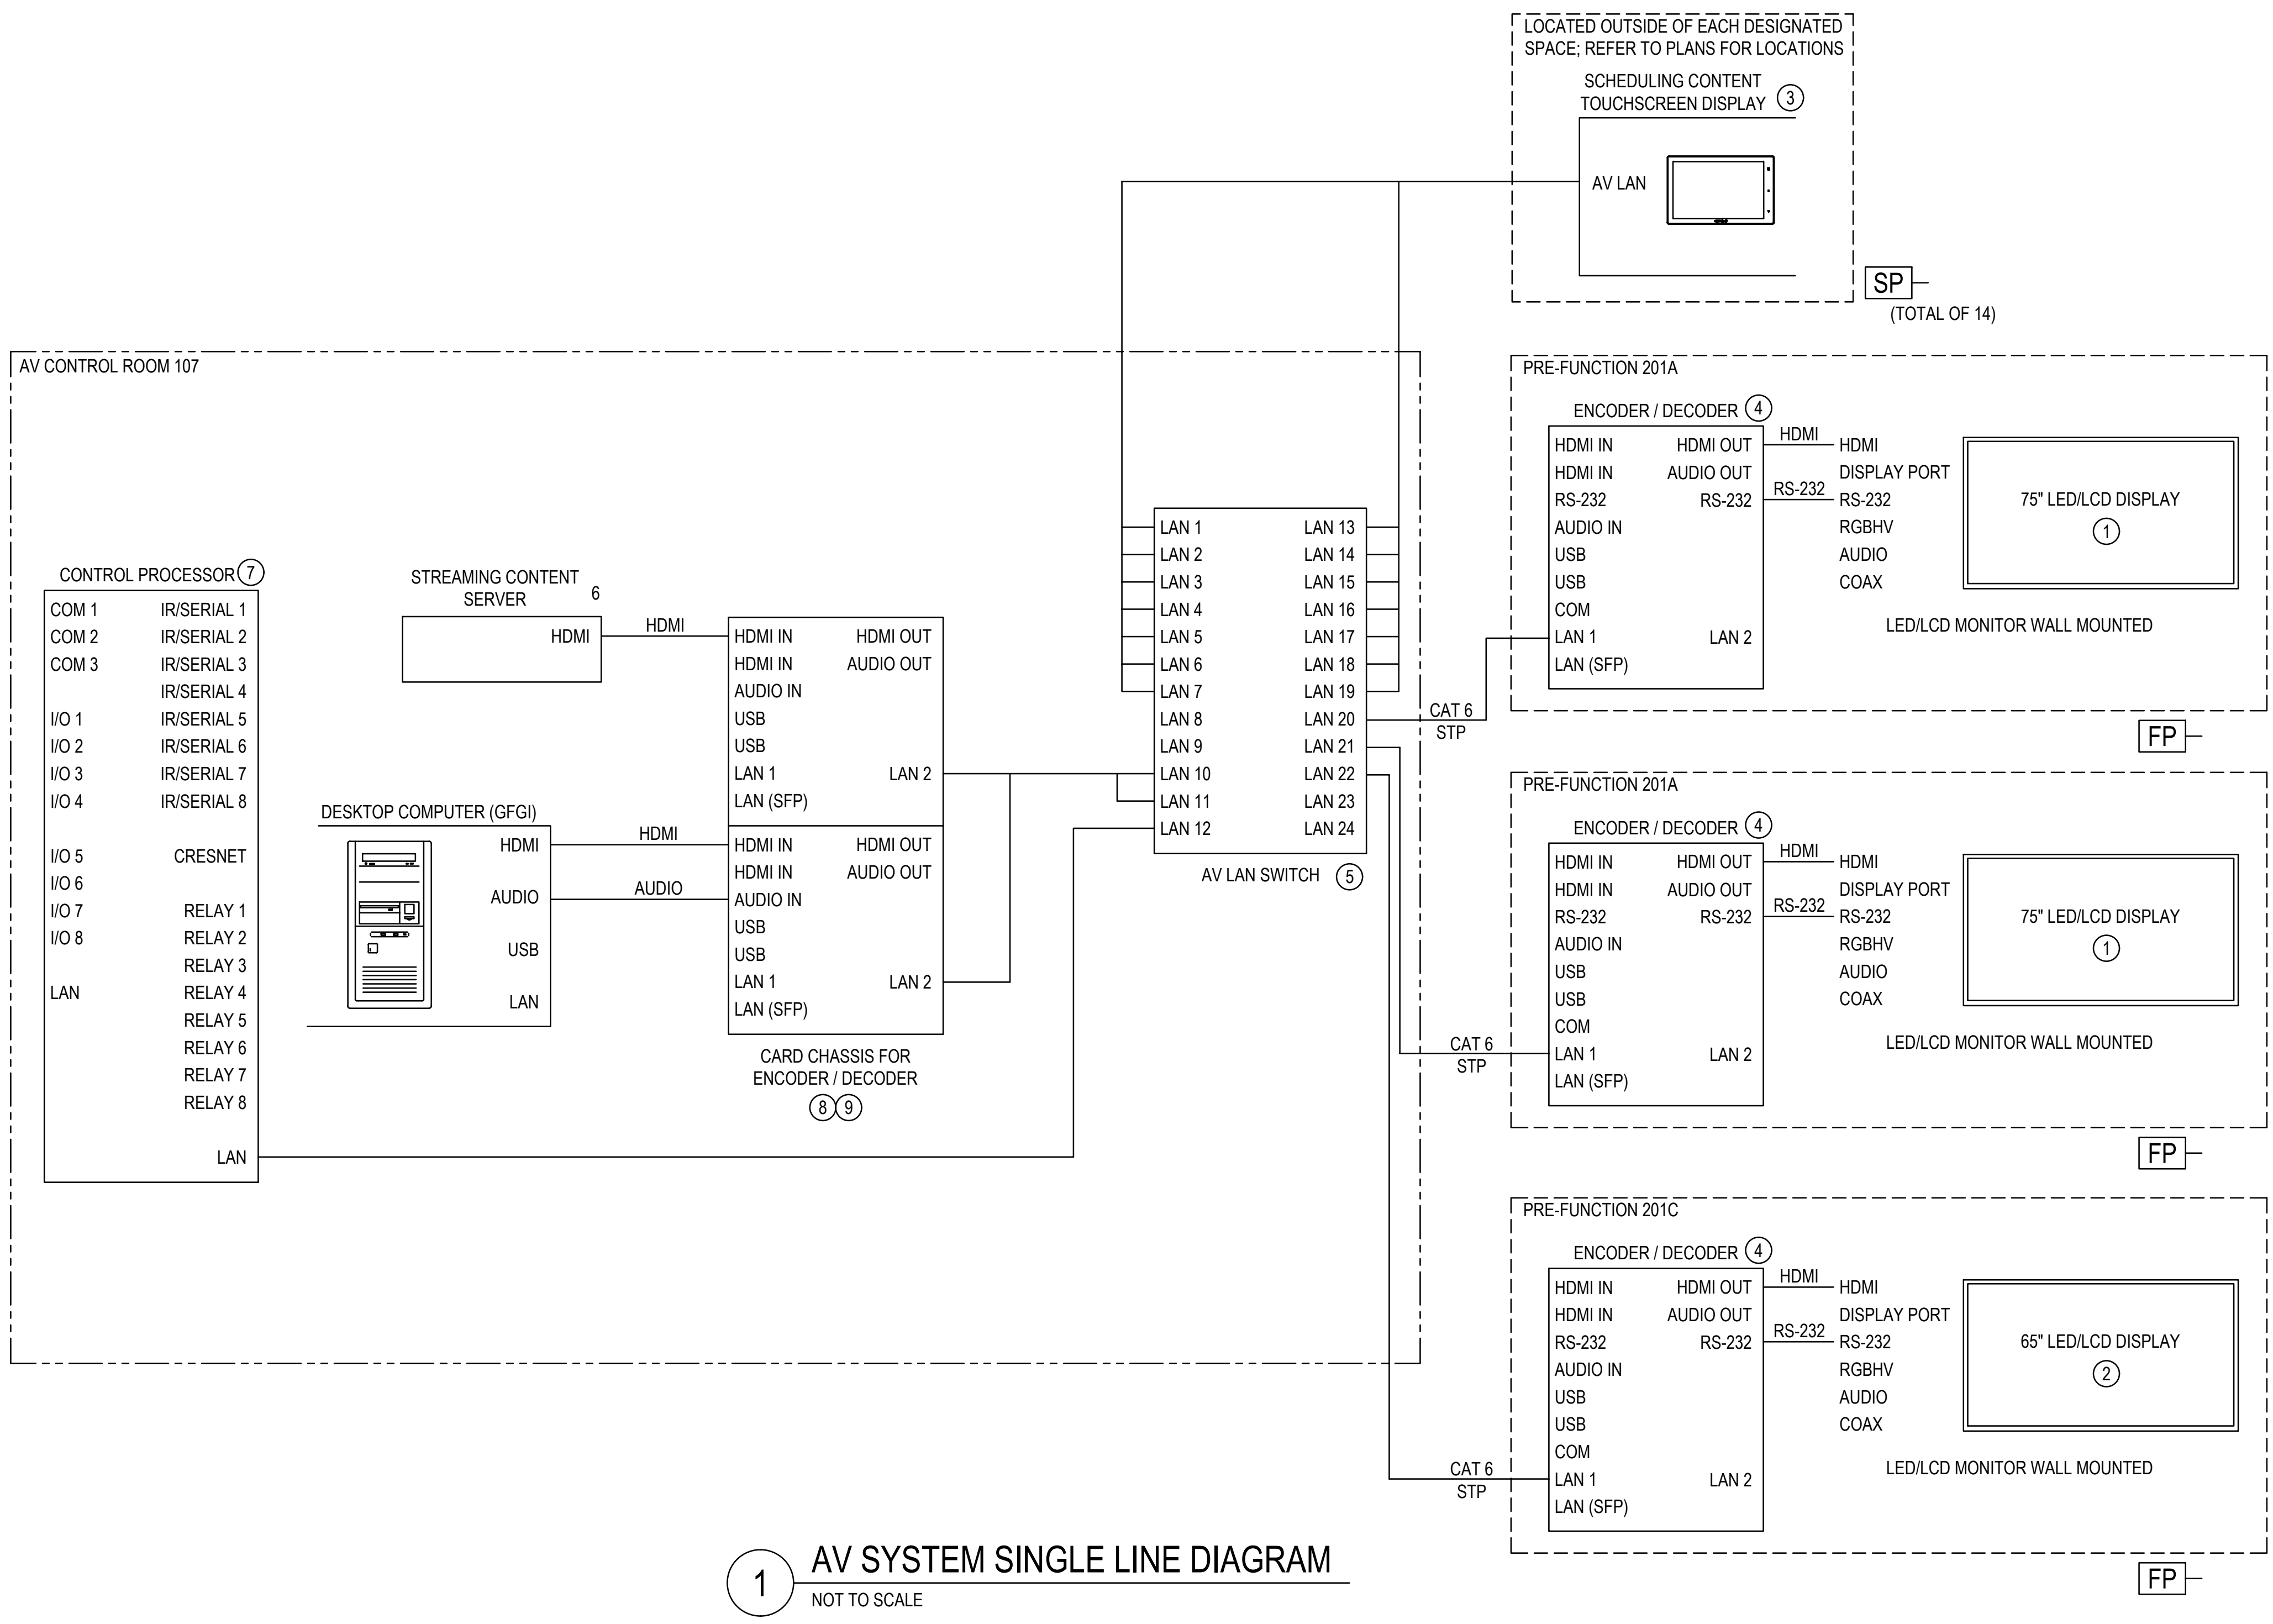 LOCATED OUTSIDE OF EACH DESIGNATED
SPACE; REFER TO PLANS FOR LOCATIONS
SCHEDULING CONTENT
TOUCHSCREEN DISPLAY 3
AV LAN
SP
(TOTAL OF 14)
AV CONTROL ROOM 107
CONTROL PROCESSOR 7
COM 1 IR/SERIAL 1
COM 2 IR/SERIAL 2
COM 3 IR/SERIAL 3
IR/SERIAL 4
I/O 1 IR/SERIAL 5
I/O 2 IR/SERIAL 6
I/O 3 IR/SERIAL 7
I/O 4 IR/SERIAL 8
I/O 5 CRESNET
I/O 6
I/O 7 RELAY 1
I/O 8 RELAY 2
RELAY 3
LAN RELAY 4
RELAY 5
RELAY 6
RELAY 7
RELAY 8
LAN
STREAMING CONTENT
SERVER 6
HDMI
HDMI
DESKTOP COMPUTER (GFGI)
HDMI
AUDIO
USB
LAN
HDMI
AUDIO
HDMI IN HDMI OUT
HDMI IN AUDIO OUT
AUDIO IN
USB
USB
LAN 1 LAN 2
LAN (SFP)
HDMI IN HDMI OUT
HDMI IN AUDIO OUT
AUDIO IN
USB
USB
LAN 1 LAN 2
LAN (SFP)
CARD CHASSIS FOR
ENCODER / DECODER
8 9
LAN 1 LAN 13
LAN 2 LAN 14
LAN 3 LAN 15
LAN 4 LAN 16
LAN 5 LAN 17
LAN 6 LAN 18
LAN 7 LAN 19
LAN 8 LAN 20
LAN 9 LAN 21
LAN 10 LAN 22
LAN 11 LAN 23
LAN 12 LAN 24
AV LAN SWITCH 5
CAT 6
STP
CAT 6
STP
CAT 6
STP
PRE-FUNCTION 201A
ENCODER / DECODER 4
HDMI IN HDMI OUT HDMI HDMI
HDMI IN AUDIO OUT DISPLAY PORT
RS-232 RS-232 RS-232 RS-232
AUDIO IN RGBHV
USB AUDIO
USB COAX
COM
LAN 1 LAN 2
LAN (SFP)
75" LED/LCD DISPLAY
1
LED/LCD MONITOR WALL MOUNTED
FP
PRE-FUNCTION 201A
ENCODER / DECODER 4
HDMI IN HDMI OUT HDMI HDMI
HDMI IN AUDIO OUT DISPLAY PORT
RS-232 RS-232 RS-232 RS-232
AUDIO IN RGBHV
USB AUDIO
USB COAX
COM
LAN 1 LAN 2
LAN (SFP)
75" LED/LCD DISPLAY
1
LED/LCD MONITOR WALL MOUNTED
FP
PRE-FUNCTION 201C
ENCODER / DECODER 4
HDMI IN HDMI OUT HDMI HDMI
HDMI IN AUDIO OUT DISPLAY PORT
RS-232 RS-232 RS-232 RS-232
AUDIO IN RGBHV
USB AUDIO
USB COAX
COM
LAN 1 LAN 2
LAN (SFP)
65" LED/LCD DISPLAY
2
LED/LCD MONITOR WALL MOUNTED
FP
1 AV SYSTEM SINGLE LINE DIAGRAM
NOT TO SCALE